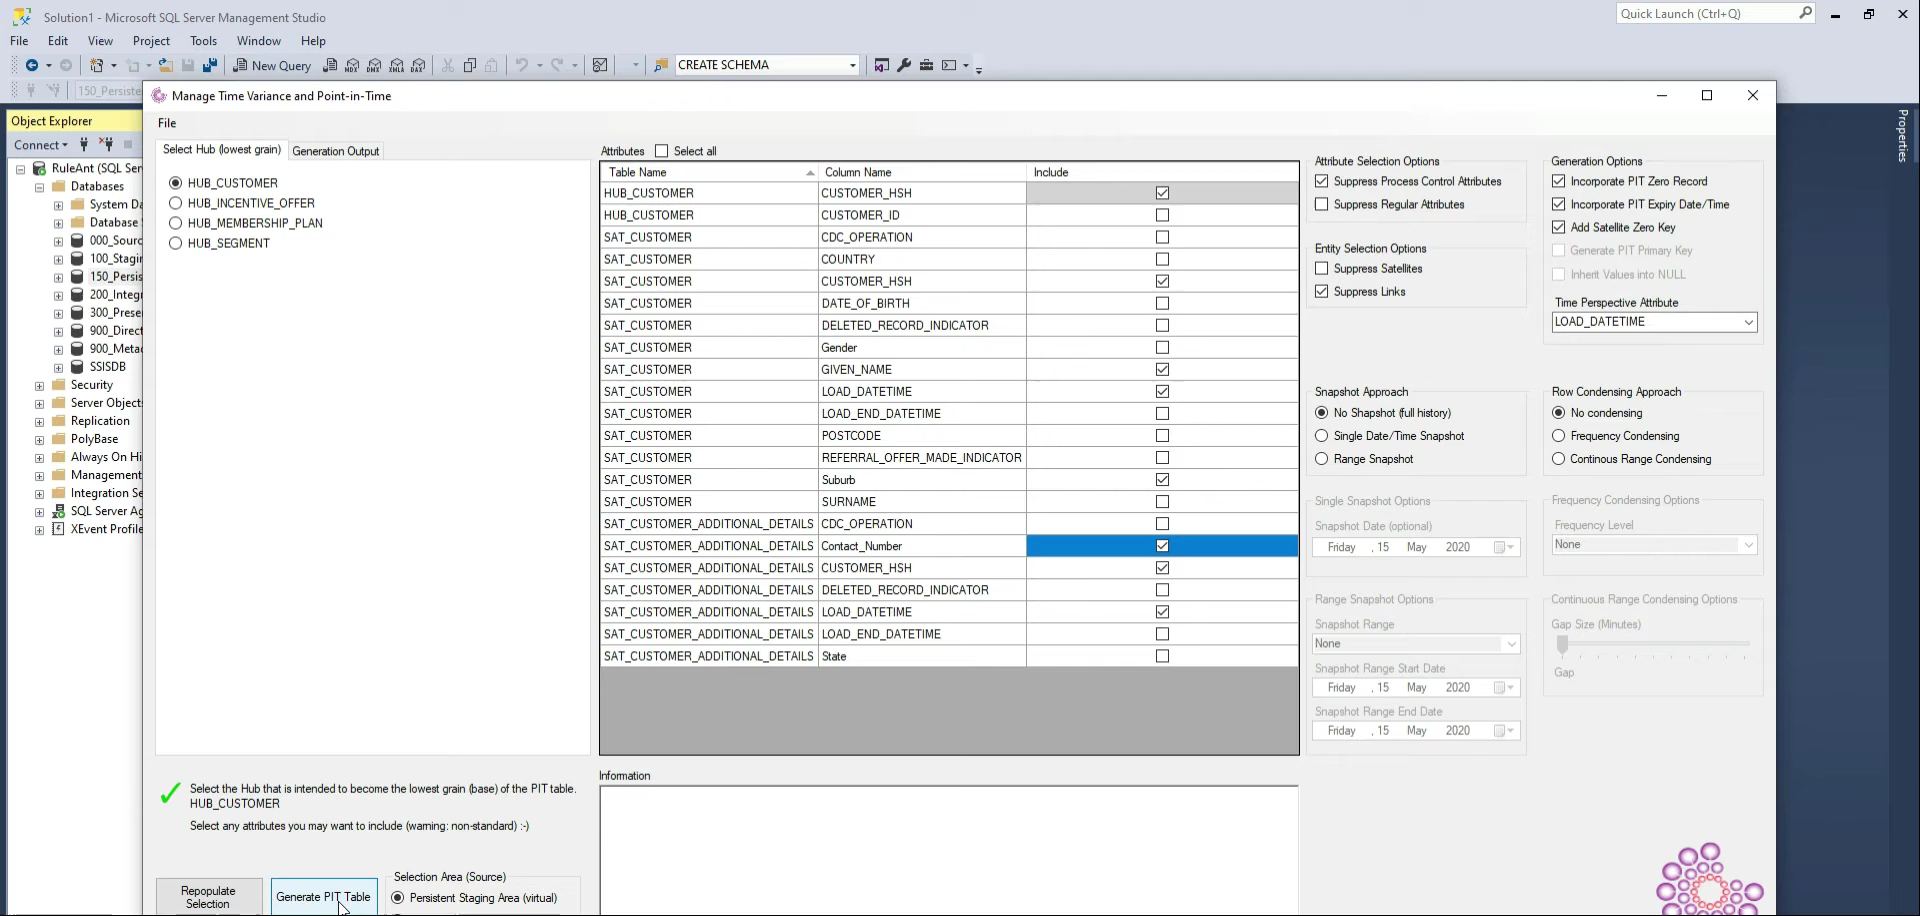 Solution1 - Microsoft SQL Server Management Studio
Quick Launch (Ctrl+Q)
File Edit View Project Tools Window Help
New Query MDX DMX XMLA DAX CREATE SCHEMA
150_Persiste
Manage Time Variance and Point-in-Time
Properties
Object Explorer
File
Connect
RuleAnt (SQL Ser
Databases
System Da
Database
000_Sourc
100_Stagir
150_Persis
200_Integr
300_Prese
900_Direct
900_Metac
SSISDB
Security
Server Objects
Replication
PolyBase
Always On Hi
Management
Integration Se
SQL Server Ag
XEvent Profile
Select Hub (lowest grain) Generation Output
HUB_CUSTOMER
HUB_INCENTIVE_OFFER
HUB_MEMBERSHIP_PLAN
HUB_SEGMENT
Attributes Select all
Table Name Column Name Include
HUB_CUSTOMER CUSTOMER_HSH
HUB_CUSTOMER CUSTOMER_ID
SAT_CUSTOMER CDC_OPERATION
SAT_CUSTOMER COUNTRY
SAT_CUSTOMER CUSTOMER_HSH
SAT_CUSTOMER DATE_OF_BIRTH
SAT_CUSTOMER DELETED_RECORD_INDICATOR
SAT_CUSTOMER Gender
SAT_CUSTOMER GIVEN_NAME
SAT_CUSTOMER LOAD_DATETIME
SAT_CUSTOMER LOAD_END_DATETIME
SAT_CUSTOMER POSTCODE
SAT_CUSTOMER REFERRAL_OFFER_MADE_INDICATOR
SAT_CUSTOMER Suburb
SAT_CUSTOMER SURNAME
SAT_CUSTOMER_ADDITIONAL_DETAILS CDC_OPERATION
SAT_CUSTOMER_ADDITIONAL_DETAILS Contact_Number
SAT_CUSTOMER_ADDITIONAL_DETAILS CUSTOMER_HSH
SAT_CUSTOMER_ADDITIONAL_DETAILS DELETED_RECORD_INDICATOR
SAT_CUSTOMER_ADDITIONAL_DETAILS LOAD_DATETIME
SAT_CUSTOMER_ADDITIONAL_DETAILS LOAD_END_DATETIME
SAT_CUSTOMER_ADDITIONAL_DETAILS State
Attribute Selection Options
Suppress Process Control Attributes
Suppress Regular Attributes
Entity Selection Options
Suppress Satellites
Suppress Links
Generation Options
Incorporate PIT Zero Record
Incorporate PIT Expiry Date/Time
Add Satellite Zero Key
Generate PIT Primary Key
Inherit Values into NULL
Time Perspective Attribute
LOAD_DATETIME
Snapshot Approach
No Shapshot (full history)
Single Date/Time Snapshot
Range Snapshot
Row Condensing Approach
No condensing
Frequency Condensing
Continous Range Condensing
Single Snapshot Options
Snapshot Date (optional)
Friday , 15 May 2020
Frequency Condensing Options
Frequency Level
None
Range Snapshot Options
Snapshot Range
None
Snapshot Range Start Date
Friday , 15 May 2020
Snapshot Range End Date
Friday , 15 May 2020
Continuous Range Condensing Options
Gap Size (Minutes)
Gap
Select the Hub that is intended to become the lowest grain (base) of the PIT table.
HUB_CUSTOMER
Select any attributes you may want to include (warning: non-standard) :-)
Information
Repopulate
Selection
Generate PIT Table
Selection Area (Source)
Persistent Staging Area (virtual)